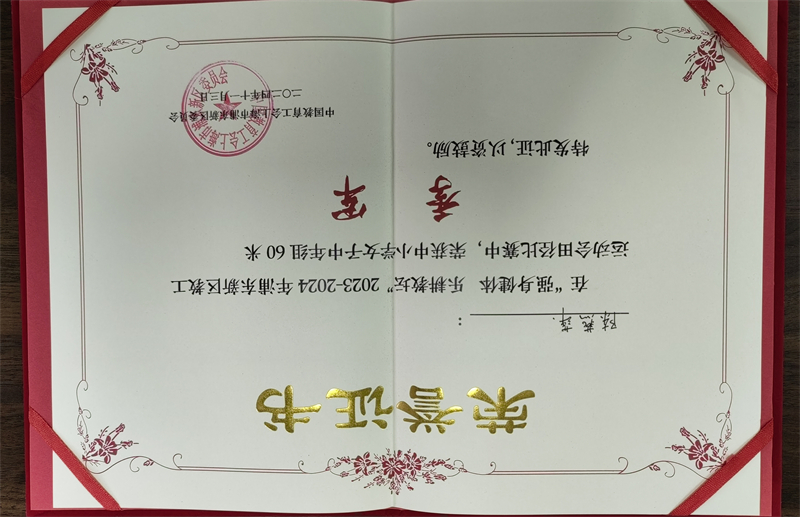 荣誉证书
陈
:
在“强身健体 乐耕教坛”2023-2024年浦东新区教工
运动会田径比赛中，荣获中小学女子中年组60米
季 军
特发此证，以资鼓励。
中国教育工会上海市浦东新区委员会
二〇二四年十一月三日